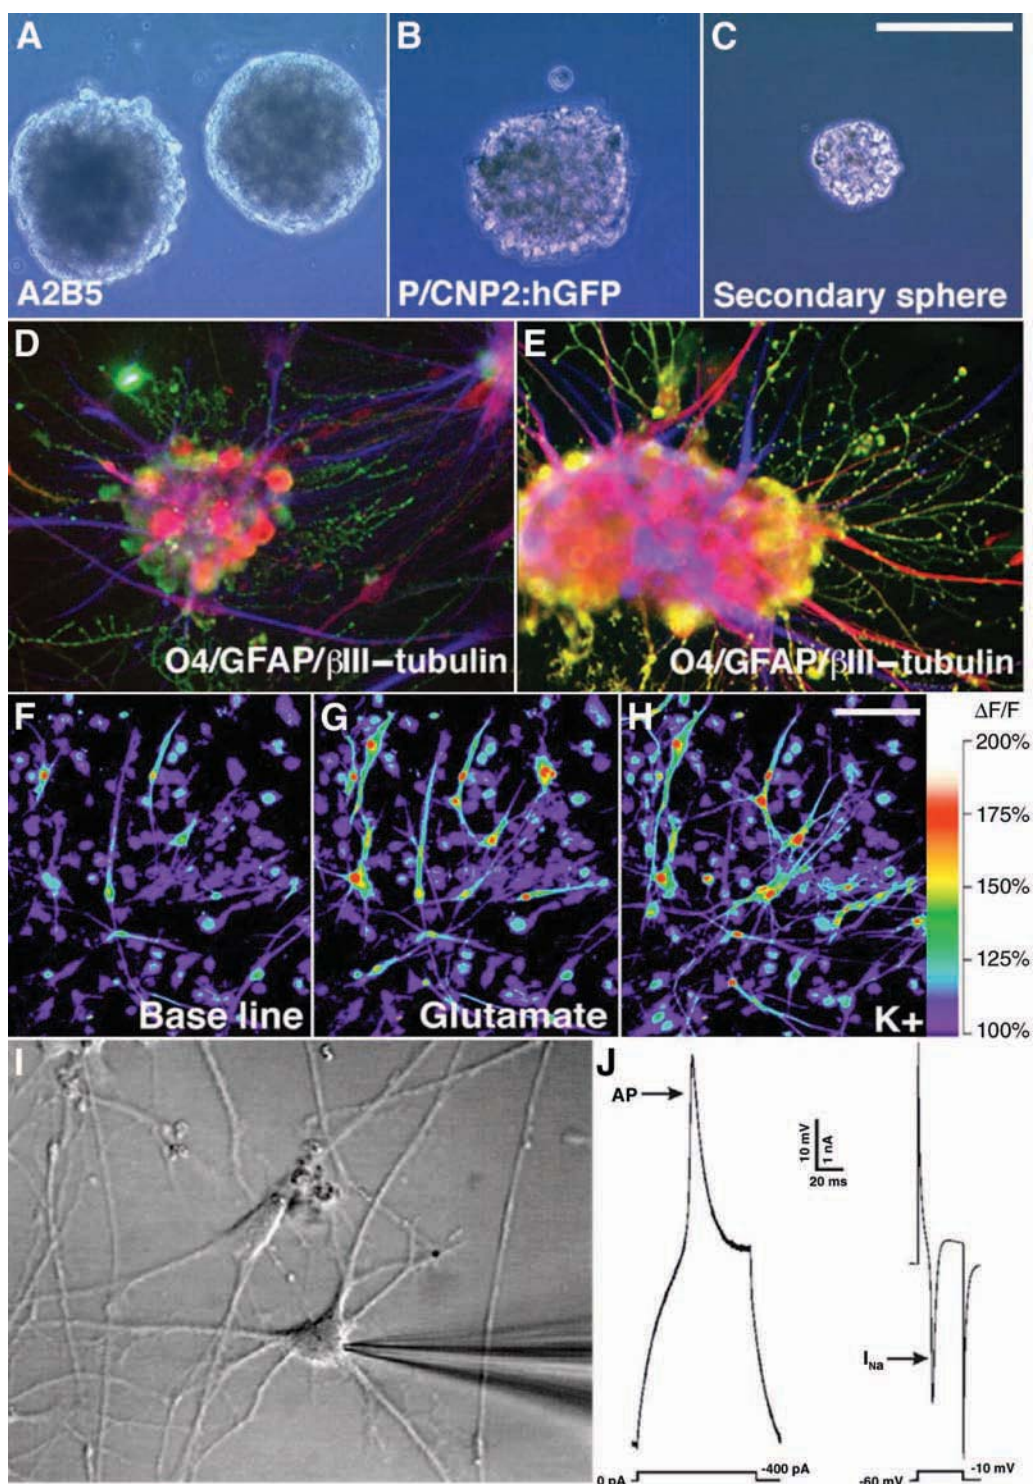 A
B
C
A2B5
P/CNP2:hGFP
Secondary sphere
D
E
O4/GFAP/βIII–tubulin
O4/GFAP/βIII–tubulin
F
G
H
ΔF/F
200%
175%
150%
125%
100%
Base line
Glutamate
K+
I
J
AP
10 mV
1 nA
20 ms
INa
0 pA
-400 pA
-60 mV
-10 mV